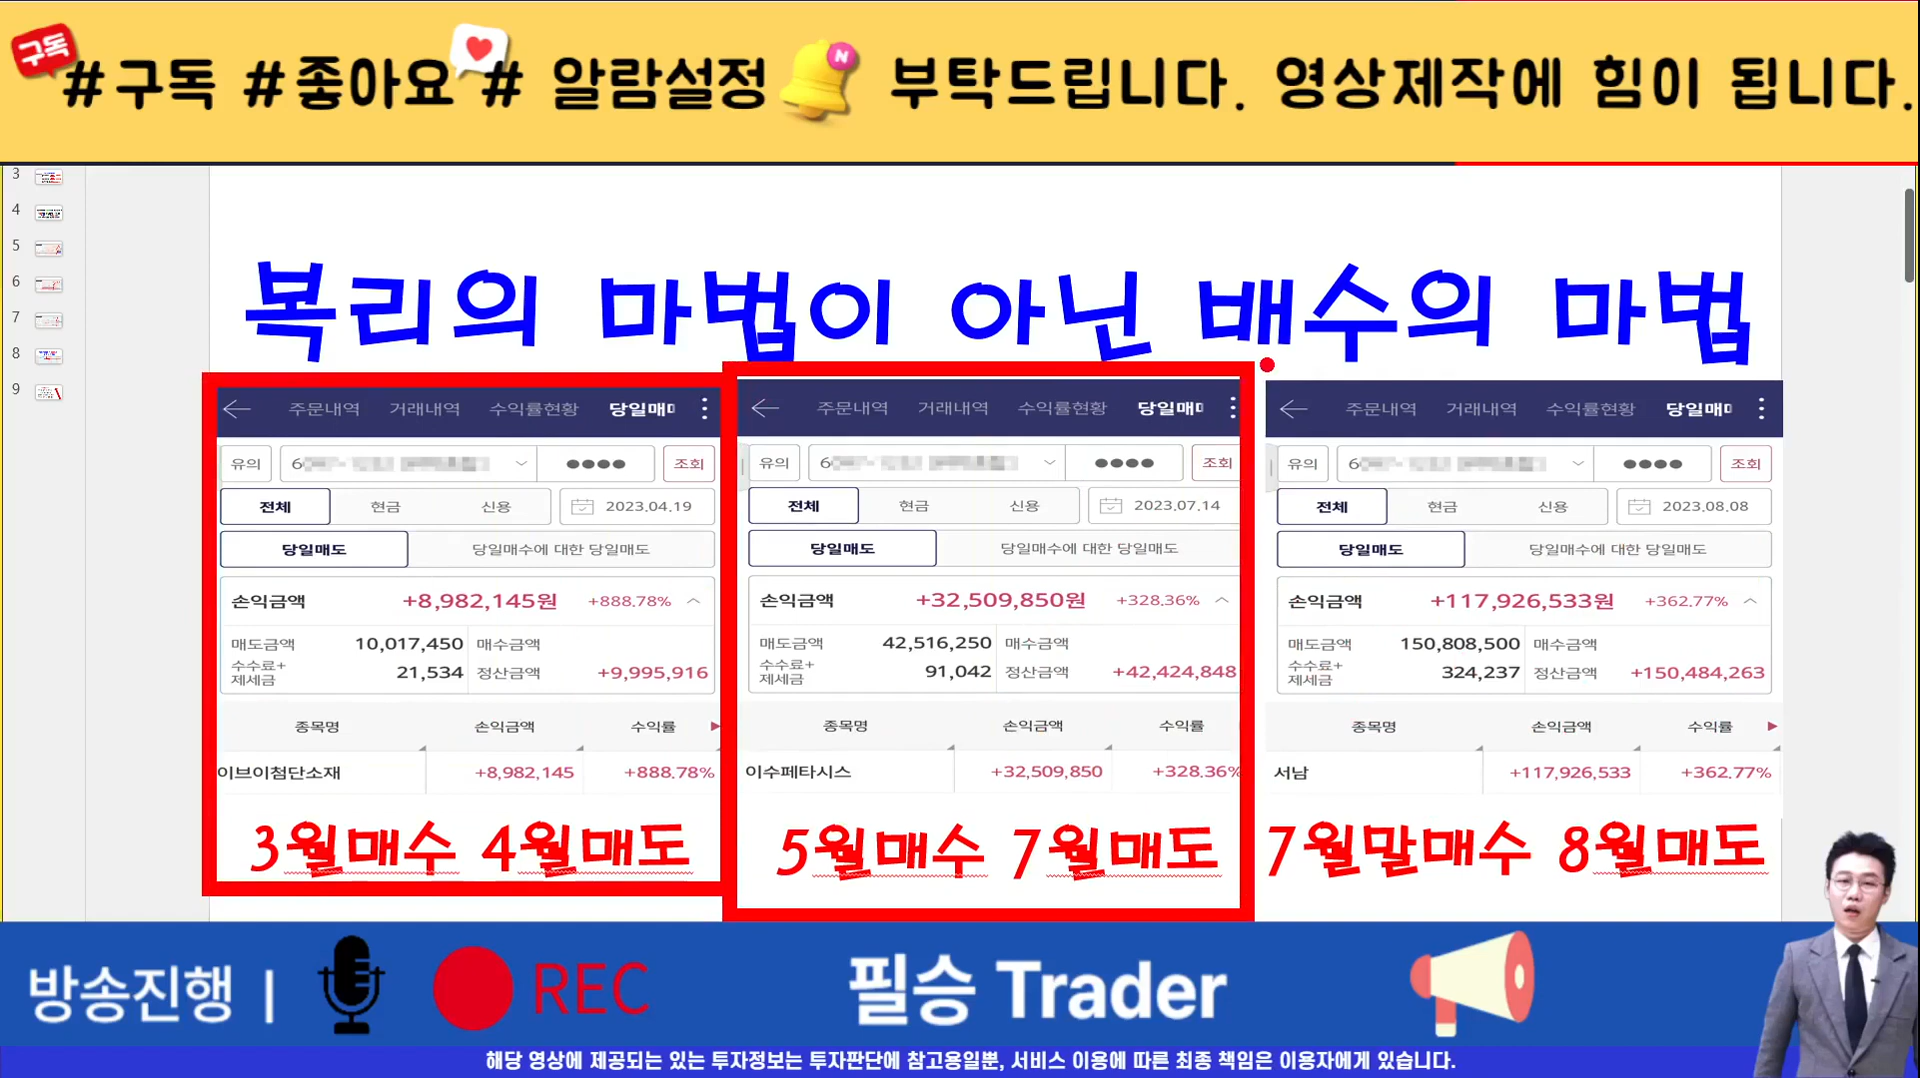 구독
#구독 #좋아요 # 알람설정 N 부탁드립니다. 영상제작에 힘이 됩니다.
3
4
5
6
7
8
9
복리의 마법이 아닌 배수의 마법
주문내역 거래내역 수익률현황 당일매
유의 6 ●●●● 조회
전체 현금 신용 2023.04.19
당일매도 당일매수에 대한 당일매도
손익금액 +8,982,145원 +888.78%
매도금액 10,017,450 매수금액
수수료+
제세금 21,534 정산금액 +9,995,916
종목명 손익금액 수익률
이브이첨단소재 +8,982,145 +888.78%
3월매수 4월매도
주문내역 거래내역 수익률현황 당일매
유의 6 ●●●● 조회
전체 현금 신용 2023.07.14
당일매도 당일매수에 대한 당일매도
손익금액 +32,509,850원 +328.36%
매도금액 42,516,250 매수금액
수수료+
제세금 91,042 정산금액 +42,424,848
종목명 손익금액 수익률
이수페타시스 +32,509,850 +328.36%
5월매수 7월매도
주문내역 거래내역 수익률현황 당일매
유의 6 ●●●● 조회
전체 현금 신용 2023.08.08
당일매도 당일매수에 대한 당일매도
손익금액 +117,926,533원 +362.77%
매도금액 150,808,500 매수금액
수수료+
제세금 324,237 정산금액 +150,484,263
종목명 손익금액 수익률
서남 +117,926,533 +362.77%
7월말매수 8월매도
방송진행 | REC 필승 Trader
해당 영상에 제공되는 있는 투자정보는 투자판단에 참고용일뿐, 서비스 이용에 따른 최종 책임은 이용자에게 있습니다.